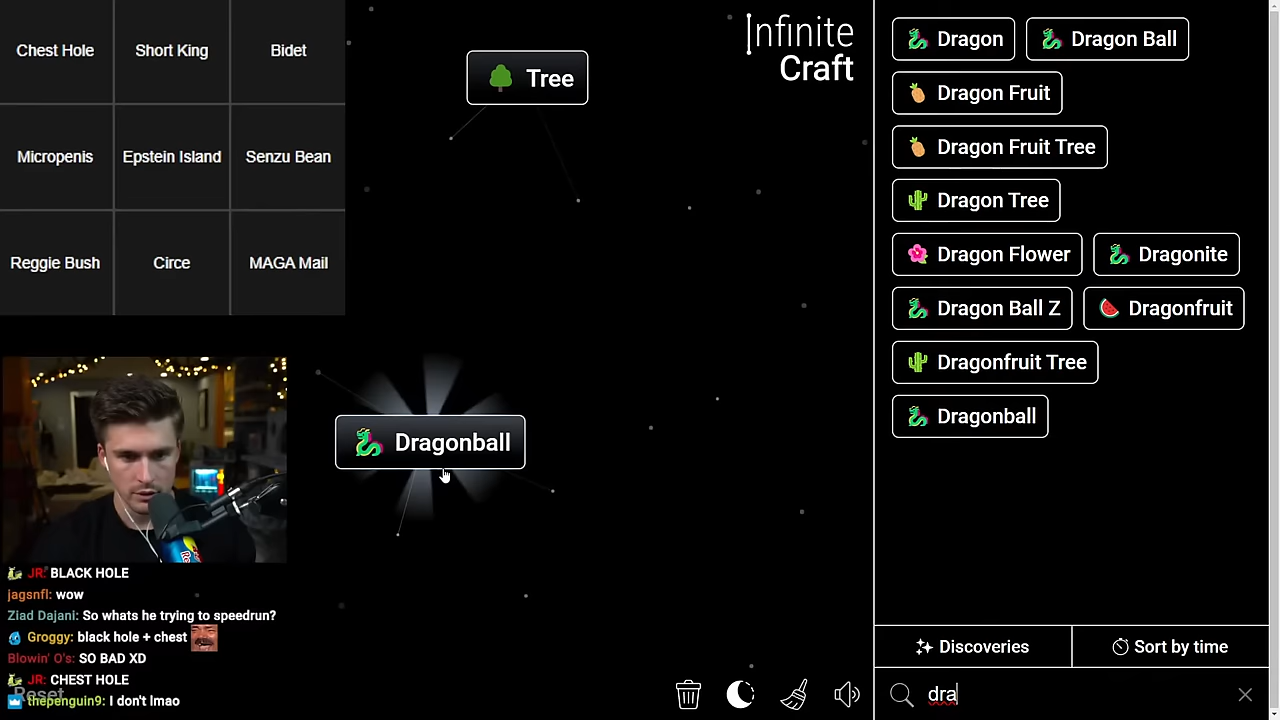 Chest Hole
Short King
Bidet
Micropenis
Epstein Island
Senzu Bean
Reggie Bush
Circe
MAGA Mail
Tree
Infinite
Craft
Dragonball
Dragon
Dragon Ball
Dragon Fruit
Dragon Fruit Tree
Dragon Tree
Dragon Flower
Dragonite
Dragon Ball Z
Dragonfruit
Dragonfruit Tree
Dragonball
Discoveries
Sort by time
dra
JR: BLACK HOLE
jagsnfl: wow
Ziad Dajani: So whats he trying to speedrun?
Groggy: black hole + chest
Blowin' O's: SO BAD XD
JR: CHEST HOLE
Reset
thepenguin9: I don't lmao